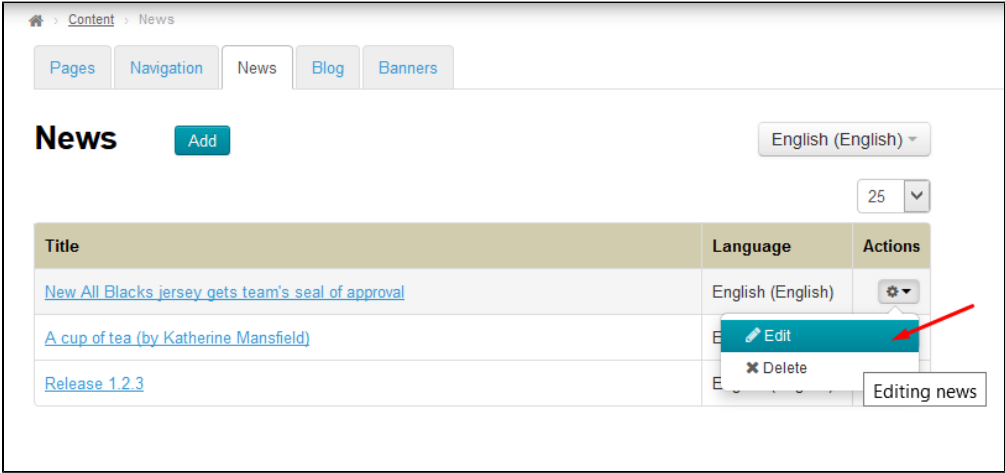 Content › News
Pages Navigation News Blog Banners
News Add English (English)
25
Title Language Actions
New All Blacks jersey gets team's seal of approval English (English)
A cup of tea (by Katherine Mansfield)
Edit
Delete
Release 1.2.3
Editing news